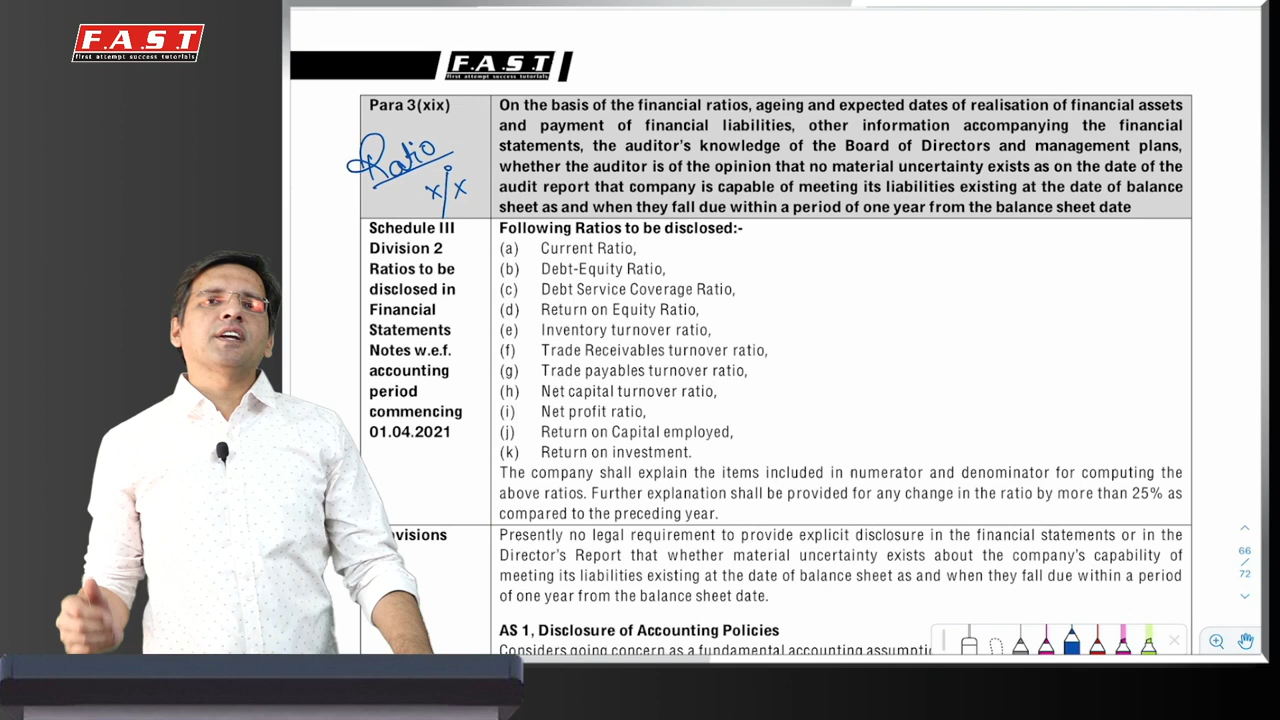 F.A.S.T
first attempt success tutorials
F.A.S.T
first attempt success tutorials
Para 3(xix)
Ratio
x/x
On the basis of the financial ratios, ageing and expected dates of realisation of financial assets
and payment of financial liabilities, other information accompanying the financial
statements, the auditor's knowledge of the Board of Directors and management plans,
whether the auditor is of the opinion that no material uncertainty exists as on the date of the
audit report that company is capable of meeting its liabilities existing at the date of balance
sheet as and when they fall due within a period of one year from the balance sheet date
Schedule III
Division 2
Ratios to be
disclosed in
Financial
Statements
Notes w.e.f.
accounting
period
commencing
01.04.2021
Following Ratios to be disclosed:-
(a) Current Ratio,
(b) Debt-Equity Ratio,
(c) Debt Service Coverage Ratio,
(d) Return on Equity Ratio,
(e) Inventory turnover ratio,
(f) Trade Receivables turnover ratio,
(g) Trade payables turnover ratio,
(h) Net capital turnover ratio,
(i) Net profit ratio,
(j) Return on Capital employed,
(k) Return on investment.
The company shall explain the items included in numerator and denominator for computing the
above ratios. Further explanation shall be provided for any change in the ratio by more than 25% as
compared to the preceding year.
Presently no legal requirement to provide explicit disclosure in the financial statements or in the
Director's Report that whether material uncertainty exists about the company's capability of
meeting its liabilities existing at the date of balance sheet as and when they fall due within a period
of one year from the balance sheet date.
AS 1, Disclosure of Accounting Policies
Considers going concern as a fundamental accounting
66
/
72